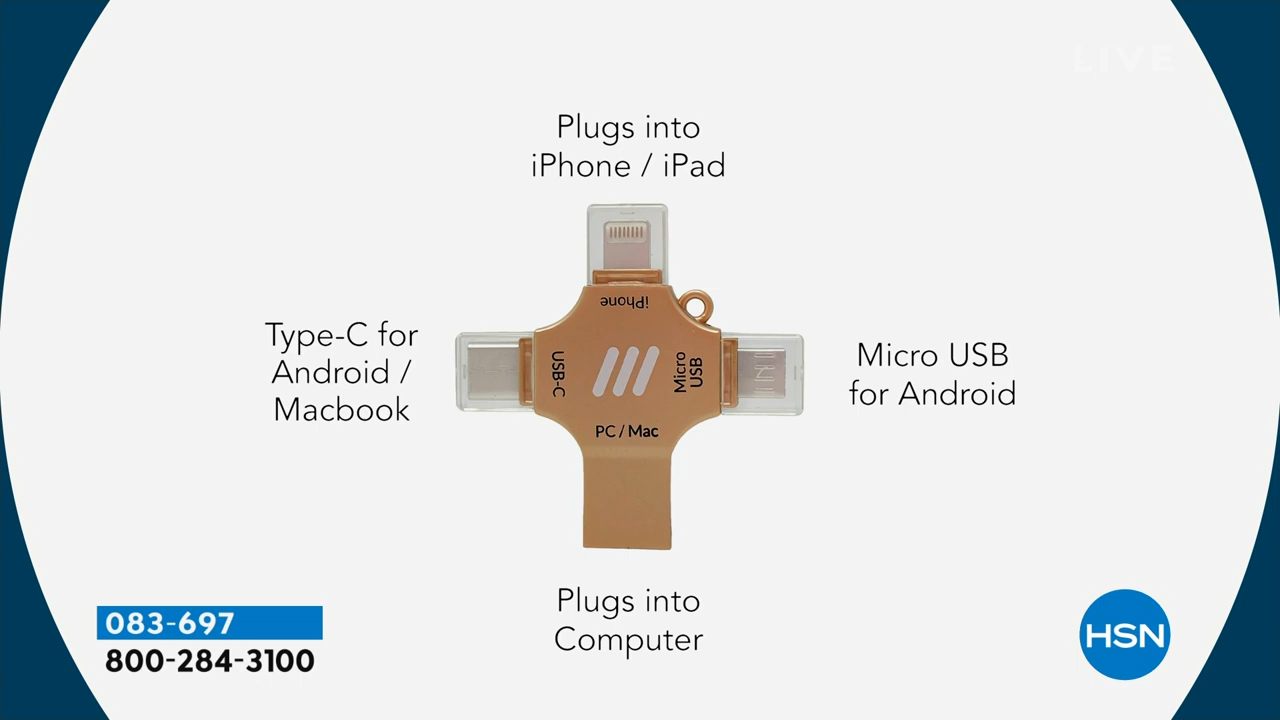 LIVE
Plugs into
iPhone / iPad
iPhone
Type-C for
Android /
Macbook
USB-C
Micro
USB
Micro USB
for Android
PC / Mac
Plugs into
Computer
083-697
800-284-3100
HSN